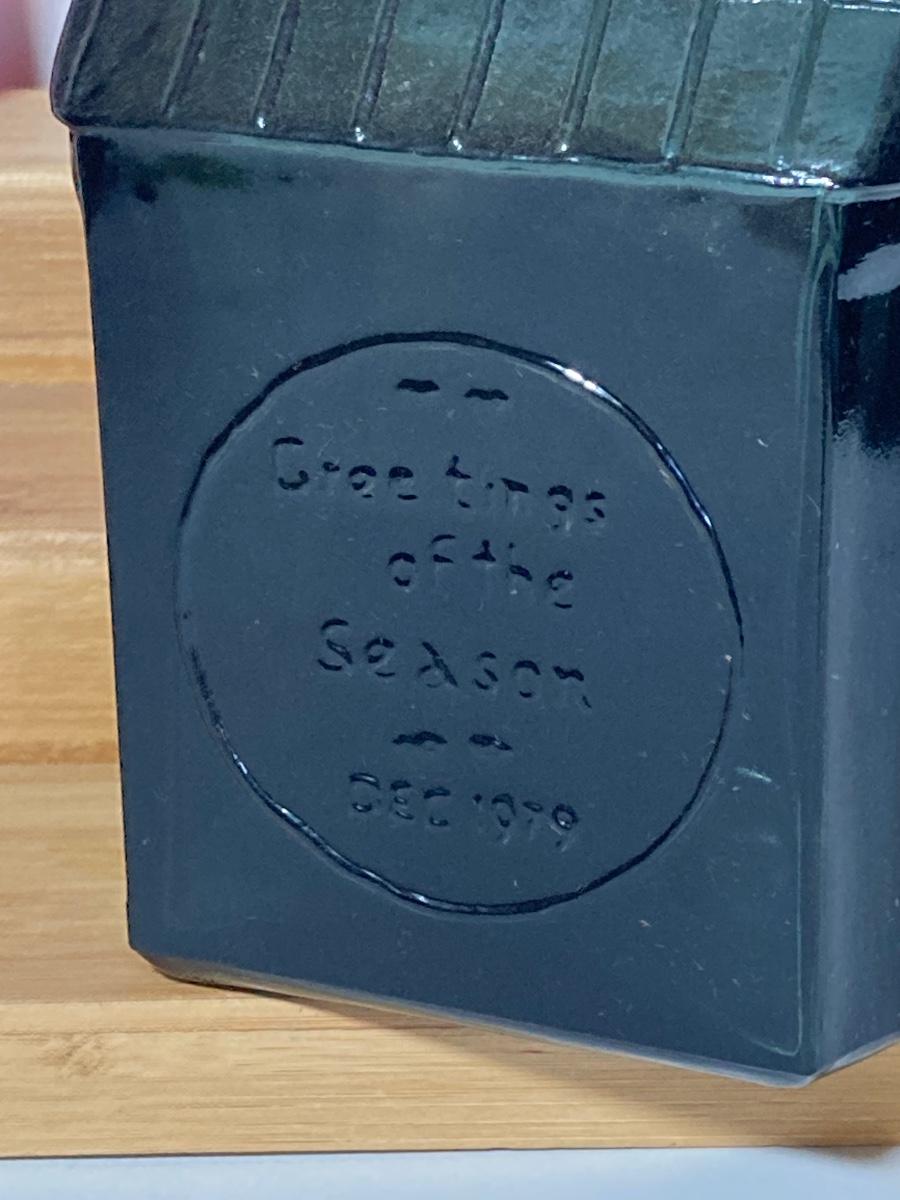 Greetings
of the
Season
DEC 1979